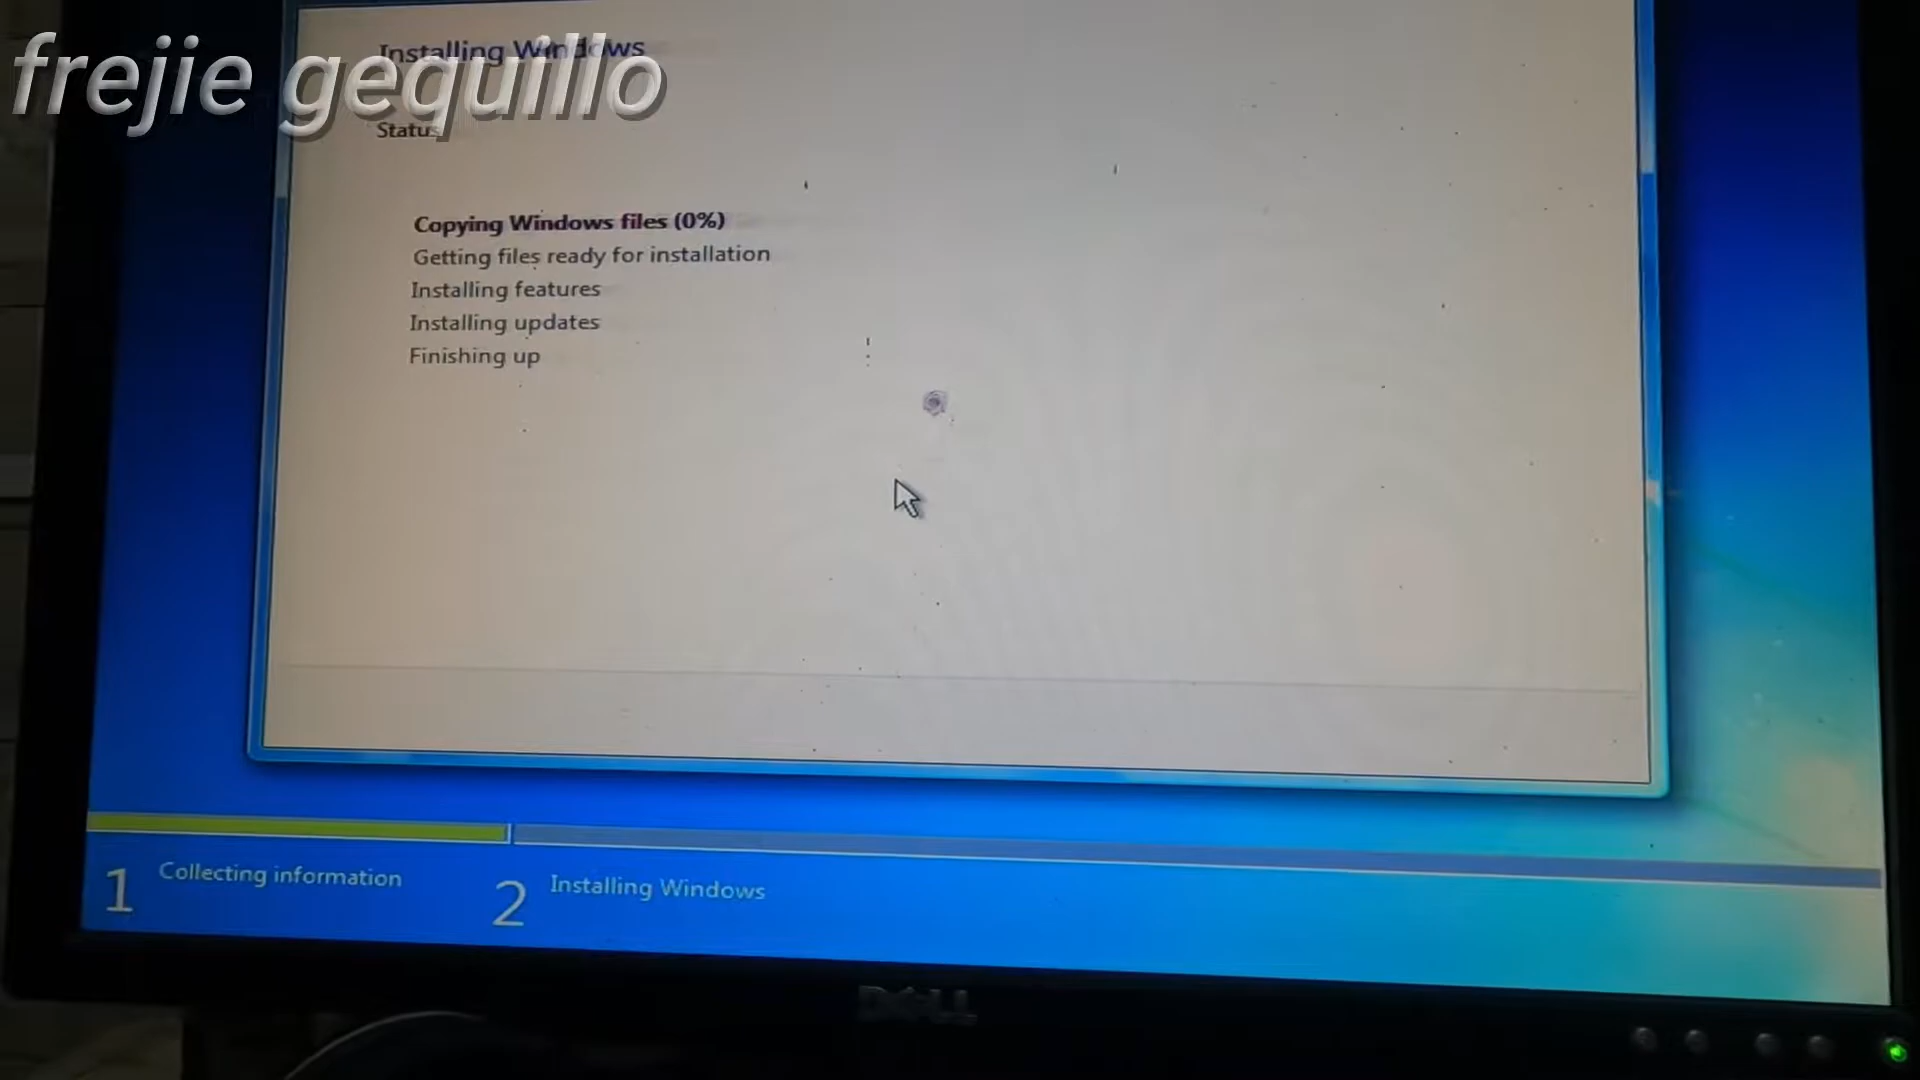 frejie gequillo
Installing Windows
Status
Copying Windows files (0%)
Getting files ready for installation
Installing features
Installing updates
Finishing up
1 Collecting information
2 Installing Windows
DELL